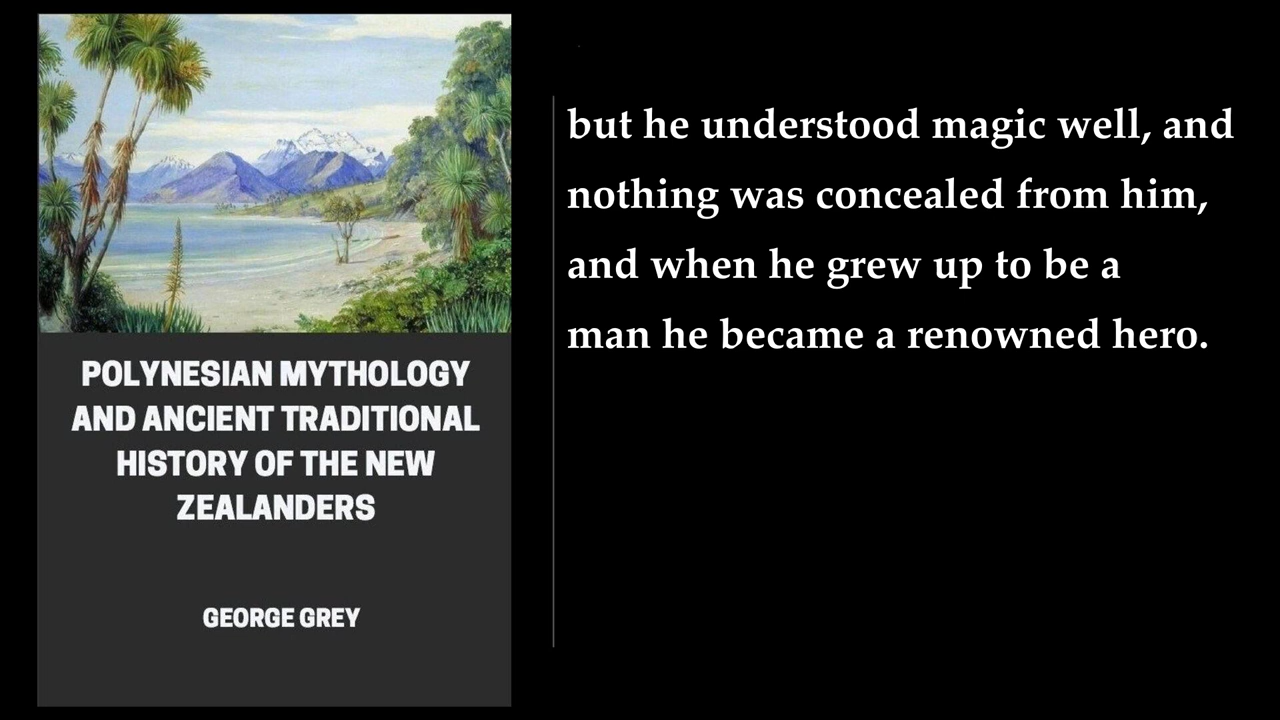 POLYNESIAN MYTHOLOGY
AND ANCIENT TRADITIONAL
HISTORY OF THE NEW
ZEALANDERS
GEORGE GREY
but he understood magic well, and
nothing was concealed from him,
and when he grew up to be a
man he became a renowned hero.